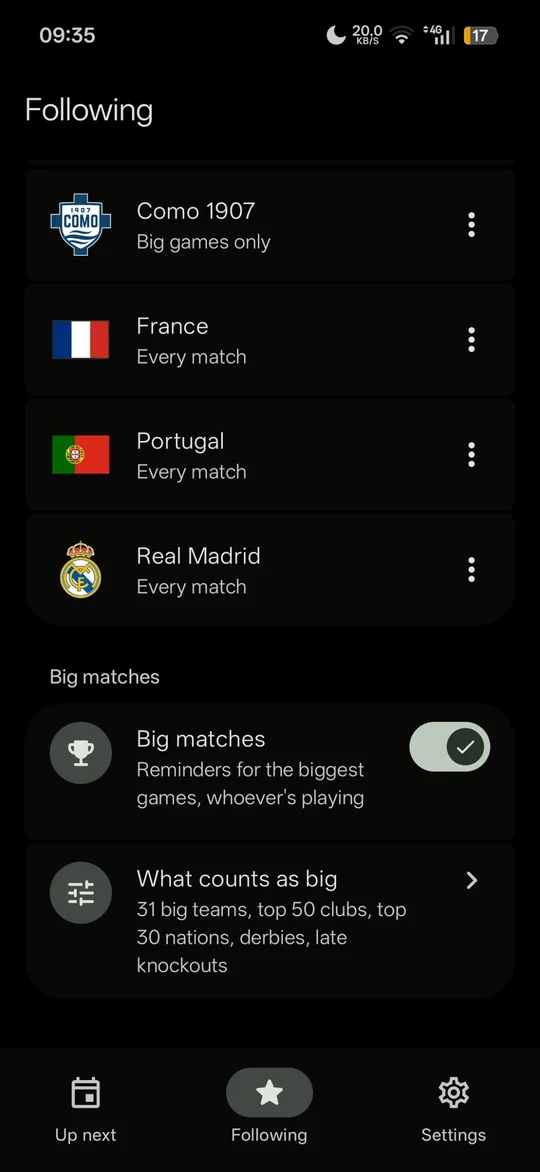 09:35
20.0
KB/S
4G
17
Following
1907
COMO
Como 1907
Big games only
France
Every match
Portugal
Every match
Real Madrid
Every match
Big matches
Big matches
Reminders for the biggest
games, whoever's playing
What counts as big
31 big teams, top 50 clubs, top
30 nations, derbies, late
knockouts
Up next
Following
Settings